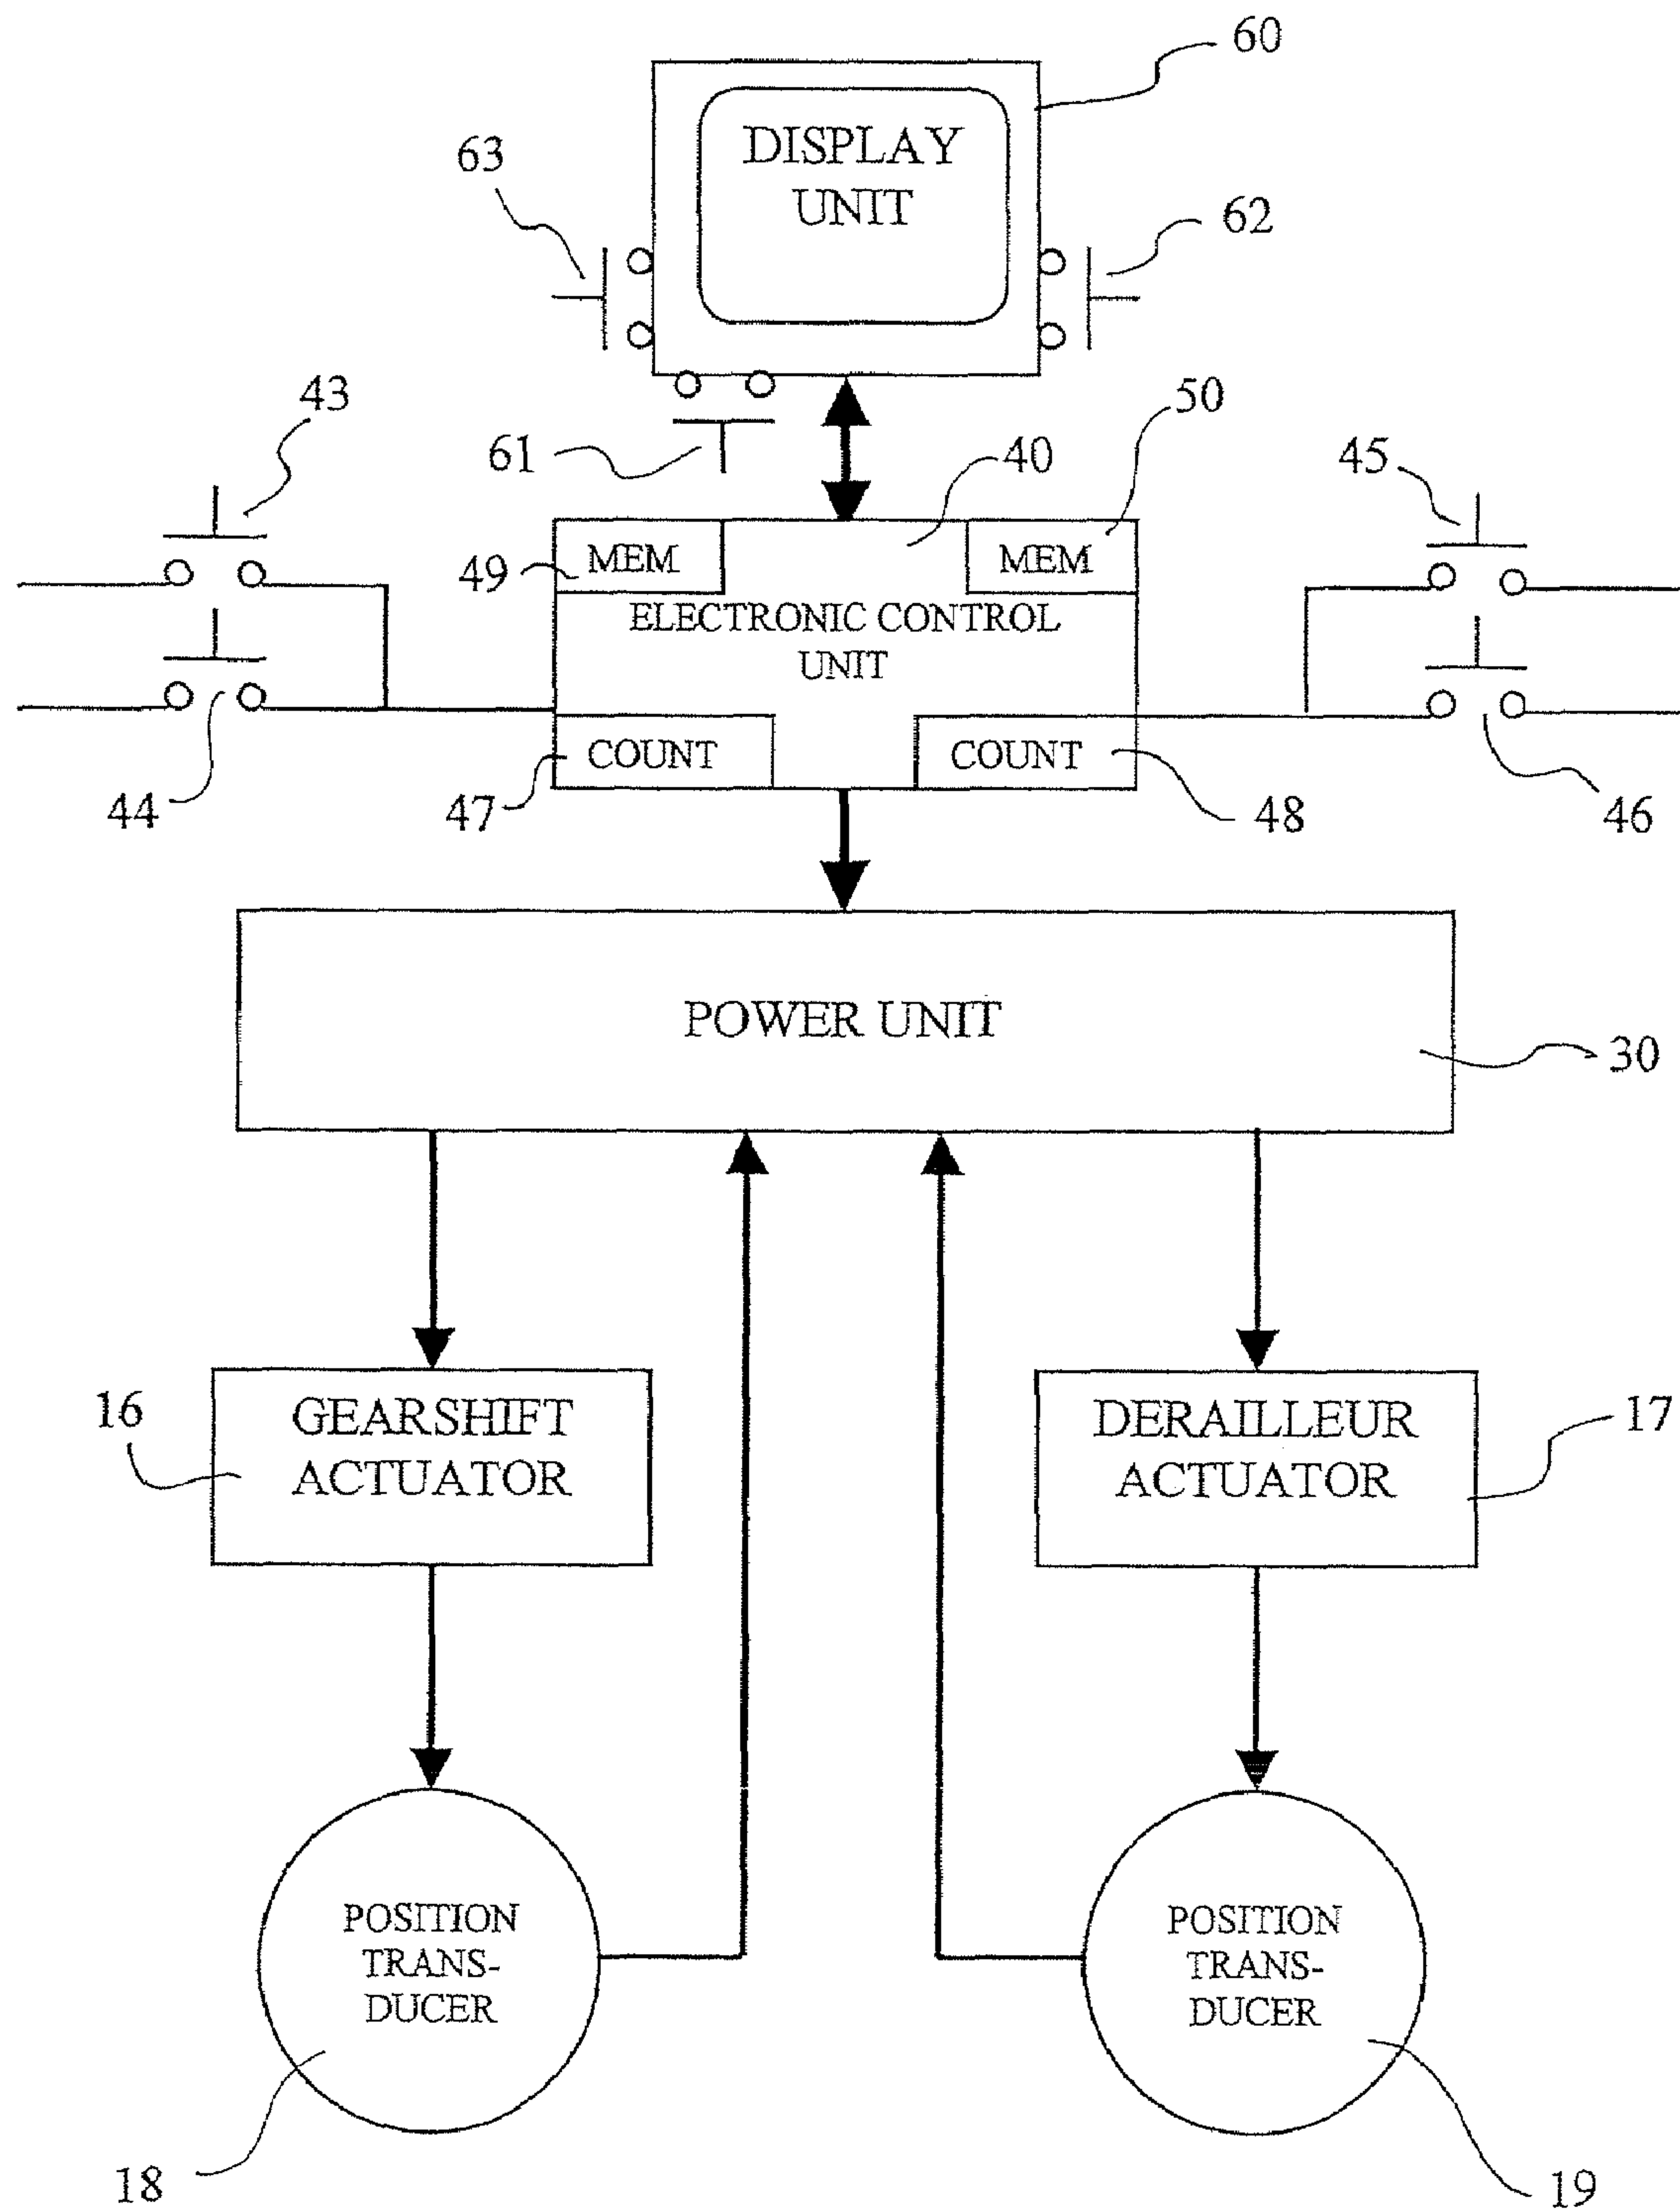 60
DISPLAY
UNIT
63
62
43
61
40
50
45
49
MEM
MEM
ELECTRONIC CONTROL
UNIT
COUNT
COUNT
44
47
48
46
POWER UNIT
30
16
GEARSHIFT
ACTUATOR
DERAILLEUR
ACTUATOR
17
POSITION
TRANS-
DUCER
POSITION
TRANS-
DUCER
18
19